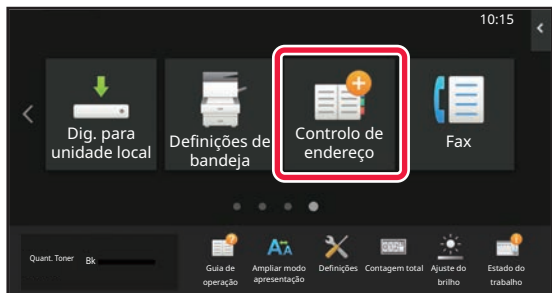 10:15
Dig. para
unidade local
Definições de
bandeja
Controlo de
endereço
Fax
Quant. Toner
Bk
Guia de
operação
Ampliar modo
apresentação
Definições
Contagem total
Ajuste do
brilho
Estado do
trabalho